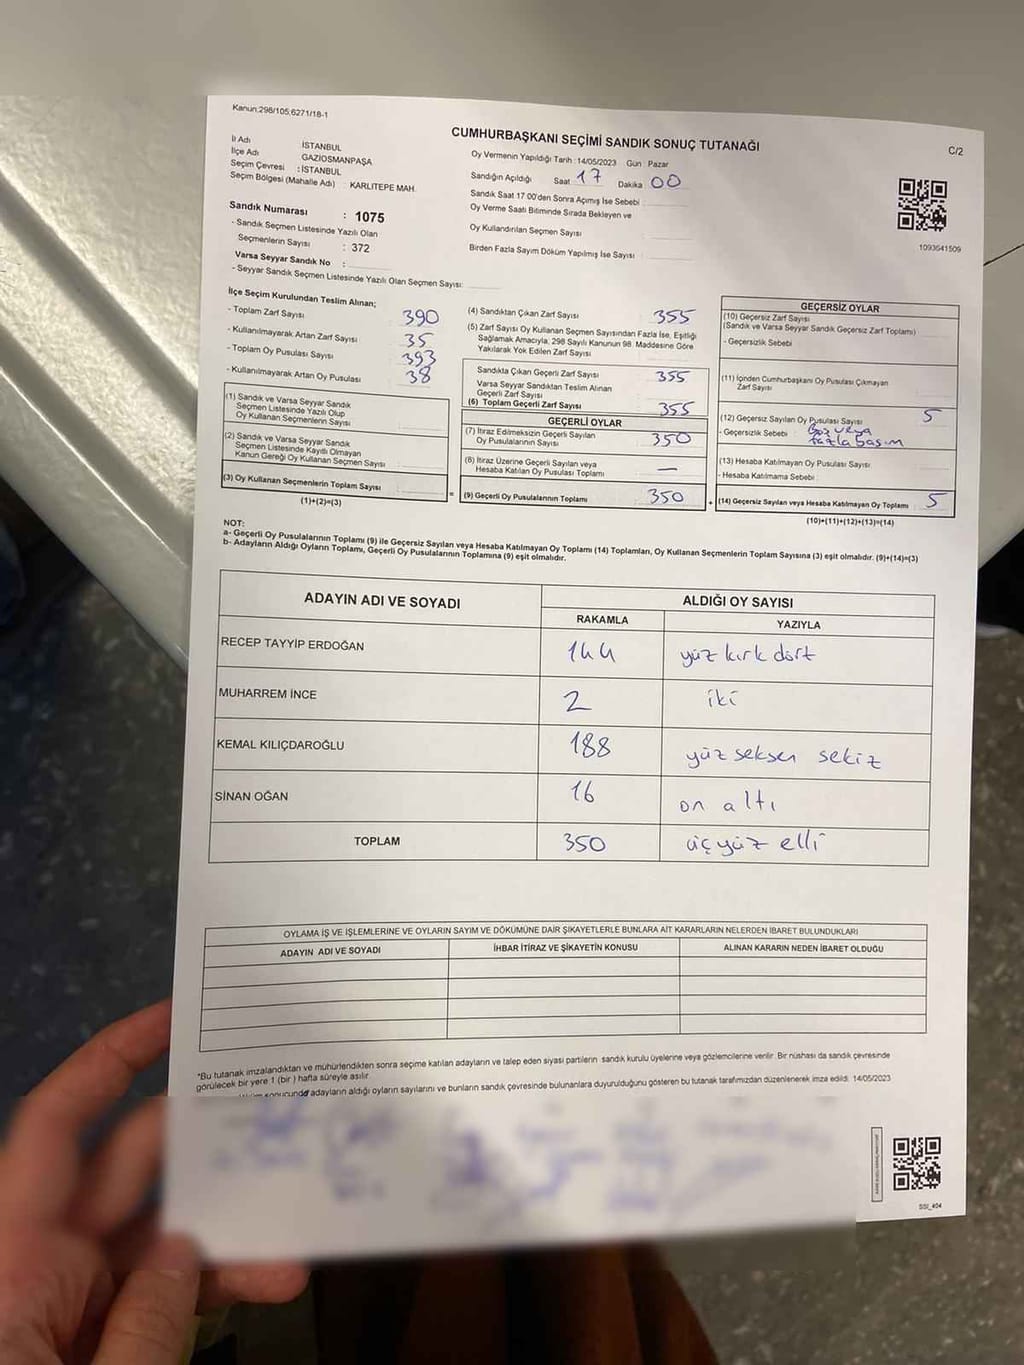 Kanun:298/105;6271/18-1
CUMHURBAŞKANI SEÇİMİ SANDIK SONUÇ TUTANAĞI
C/2
İl Adı İSTANBUL
İlçe Adı GAZİOSMANPAŞA
Seçim Çevresi : İSTANBUL
Seçim Bölgesi (Mahalle Adı) : KARLITEPE MAH.
Oy Vermenin Yapıldığı Tarih : 14/05/2023 Gün : Pazar
Sandığın Açıldığı Saat 17 Dakika 00
Sandık Saat 17:00'den Sonra Açımış İse Sebebi
Oy Verme Saati Bitiminde Sırada Bekleyen ve
Oy Kullandırılan Seçmen Sayısı :
Birden Fazla Sayım Döküm Yapılmış İse Sayısı :
1093641509
Sandık Numarası : 1075
- Sandık Seçmen Listesinde Yazılı Olan
Seçmenlerin Sayısı : 372
Varsa Seyyar Sandık No :
- Seyyar Sandık Seçmen Listesinde Yazılı Olan Seçmen Sayısı:
İlçe Seçim Kurulundan Teslim Alınan;
- Toplam Zarf Sayısı 390
- Kullanılmayarak Artan Zarf Sayısı 35
- Toplam Oy Pusulası Sayısı 393
- Kullanılmayarak Artan Oy Pusulası 38
(1) Sandık ve Varsa Seyyar Sandık
Seçmen Listesinde Yazılı Olup
Oy Kullanan Seçmenlerin Sayısı :
(2) Sandık ve Varsa Seyyar Sandık
Seçmen Listesinde Kayıtlı Olmayan
Kanun Gereği Oy Kullanan Seçmen Sayısı :
(3) Oy Kullanan Seçmenlerin Toplam Sayısı :
(1)+(2)=(3)
(4) Sandıktan Çıkan Zarf Sayısı : 355
(5) Zarf Sayısı Oy Kullanan Seçmen Sayısından Fazla İse, Eşitliği
Sağlamak Amacıyla; 298 Sayılı Kanunun 98. Maddesine Göre
Yakılarak Yok Edilen Zarf Sayısı :
Sandıkta Çıkan Geçerli Zarf Sayısı : 355
Varsa Seyyar Sandıktan Teslim Alınan
Geçerli Zarf Sayısı :
(6) Toplam Geçerli Zarf Sayısı : 355
GEÇERLİ OYLAR
(7) İtiraz Edilmeksizin Geçerli Sayılan
Oy Pusulalarının Sayısı : 350
(8) İtiraz Üzerine Geçerli Sayılan veya
Hesaba Katılan Oy Pusulası Toplamı : —
= (9) Geçerli Oy Pusulalarının Toplamı : 350
GEÇERSİZ OYLAR
(10) Geçersiz Zarf Sayısı
(Sandık ve Varsa Seyyar Sandık Geçersiz Zarf Toplamı)
- Geçersizlik Sebebi :
(11) İçinden Cumhurbaşkanı Oy Pusulası Çıkmayan
Zarf Sayısı
(12) Geçersiz Sayılan Oy Pusulası Sayısı : 5
- Geçersizlik Sebebi : Boş veya
fazla basım
(13) Hesaba Katılmayan Oy Pusulası Sayısı :
- Hesaba Katılmama Sebebi :
+ (14) Geçersiz Sayılan veya Hesaba Katılmayan Oy Toplamı : 5
(10)+(11)+(12)+(13)=(14)
NOT:
a- Geçerli Oy Pusulalarının Toplamı (9) ile Geçersiz Sayılan veya Hesaba Katılmayan Oy Toplamı (14) Toplamları, Oy Kullanan Seçmenlerin Toplam Sayısına (3) eşit olmalıdır. (9)+(14)=(3)
b- Adayların Aldığı Oyların Toplamı, Geçerli Oy Pusulalarının Toplamına (9) eşit olmalıdır.
ADAYIN ADI VE SOYADI ALDIĞI OY SAYISI
RAKAMLA YAZIYLA
RECEP TAYYİP ERDOĞAN 144 yüz kırk dört
MUHARREM İNCE 2 iki
KEMAL KILIÇDAROĞLU 188 yüz seksen sekiz
SİNAN OĞAN 16 on altı
TOPLAM 350 üçyüz elli
OYLAMA İŞ VE İŞLEMLERİNE VE OYLARIN SAYIM VE DÖKÜMÜNE DAİR ŞİKAYETLERLE BUNLARA AİT KARARLARIN NELERDEN İBARET BULUNDUKLARI
ADAYIN ADI VE SOYADI İHBAR İTİRAZ VE ŞİKAYETİN KONUSU ALINAN KARARIN NEDEN İBARET OLDUĞU
*Bu tutanak imzalandıktan ve mühürlendikten sonra seçime katılan adayların ve talep eden siyasi partilerin sandık kurulu üyelerine veya gözlemcilerine verilir. Bir nüshası da sandık çevresinde
görülecek bir yere 1 (bir) hafta süreyle asılır.
sonucunda adayların aldığı oyların sayılarını ve bunların sandık çevresinde bulunanlara duyurulduğunu gösteren bu tutanak tarafımızdan düzenlenerek imza edildi. 14/05/2023
SSI_404